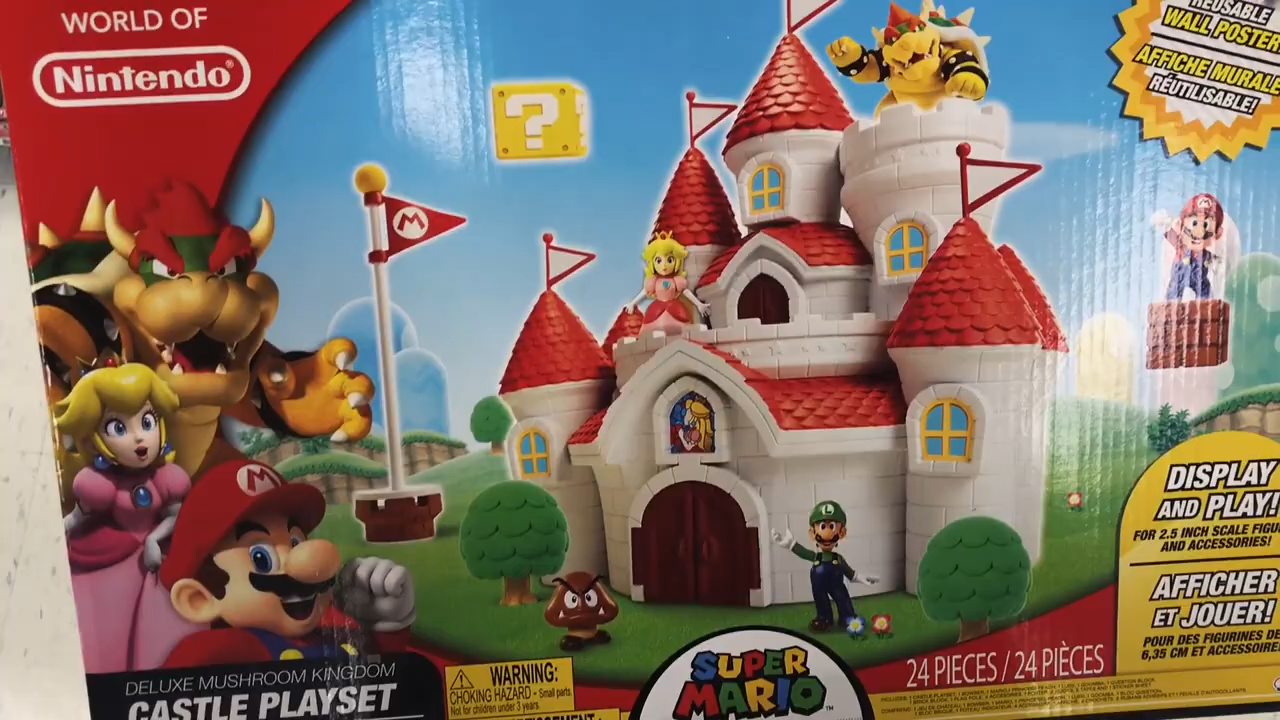 WORLD OF
Nintendo
REUSABLE
WALL POSTER
AFFICHE MURALE
RÉUTILISABLE!
M
?
M
L
DISPLAY
AND PLAY!
FOR 2.5 INCH SCALE FIGU
AND ACCESSORIES!
AFFICHER
ET JOUER!
POUR DES FIGURINES DE
6,35 CM ET ACCESSOIRE
DELUXE MUSHROOM KINGDOM
CASTLE PLAYSET
WARNING:
CHOKING HAZARD - Small parts.
Not for children under 3 years.
SUPER
MARIO
TM
24 PIECES / 24 PIÈCES